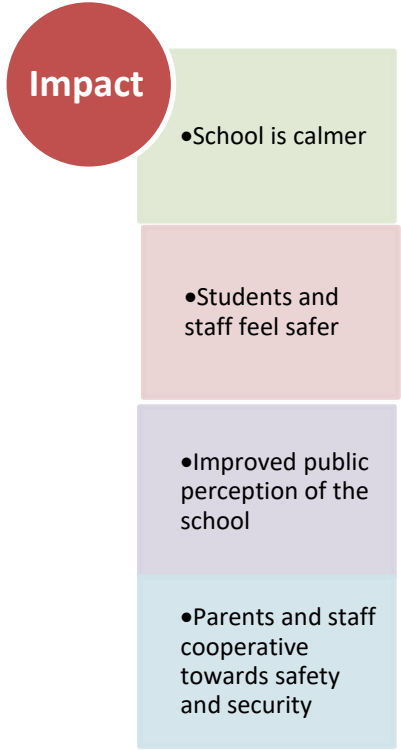 Impact
•School is calmer
•Students and
staff feel safer
•Improved public
perception of the
school
•Parents and staff
cooperative
towards safety
and security